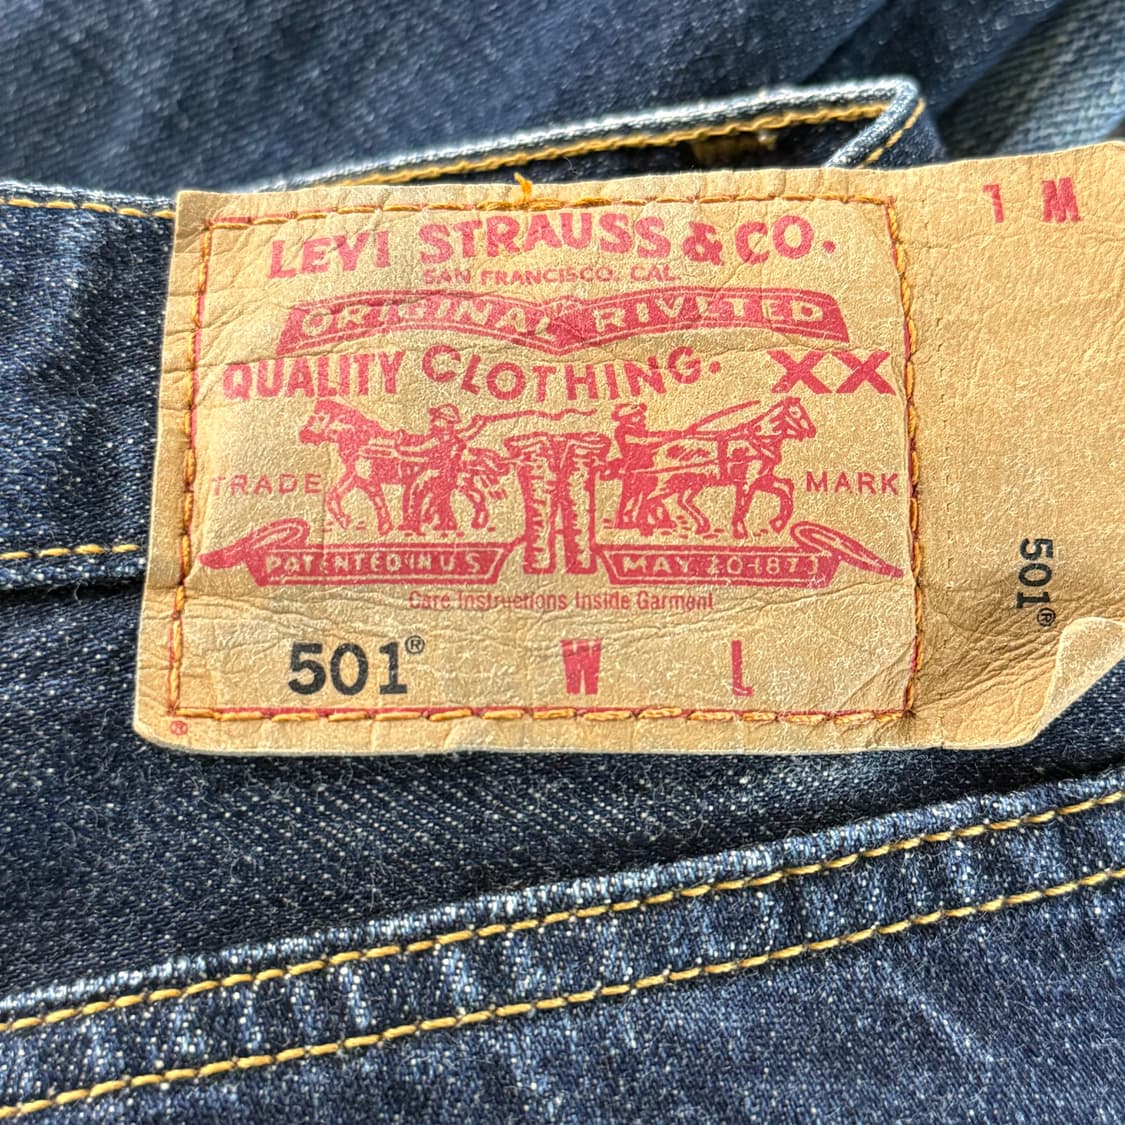 LEVI STRAUSS & CO.
SAN FRANCISCO, CAL
ORIGINAL RIVETED
QUALITY CLOTHING. XX
TRADE MARK
PATENTED IN U S MAY 20 1873
Care Instructions Inside Garment
501® W L
®
501®